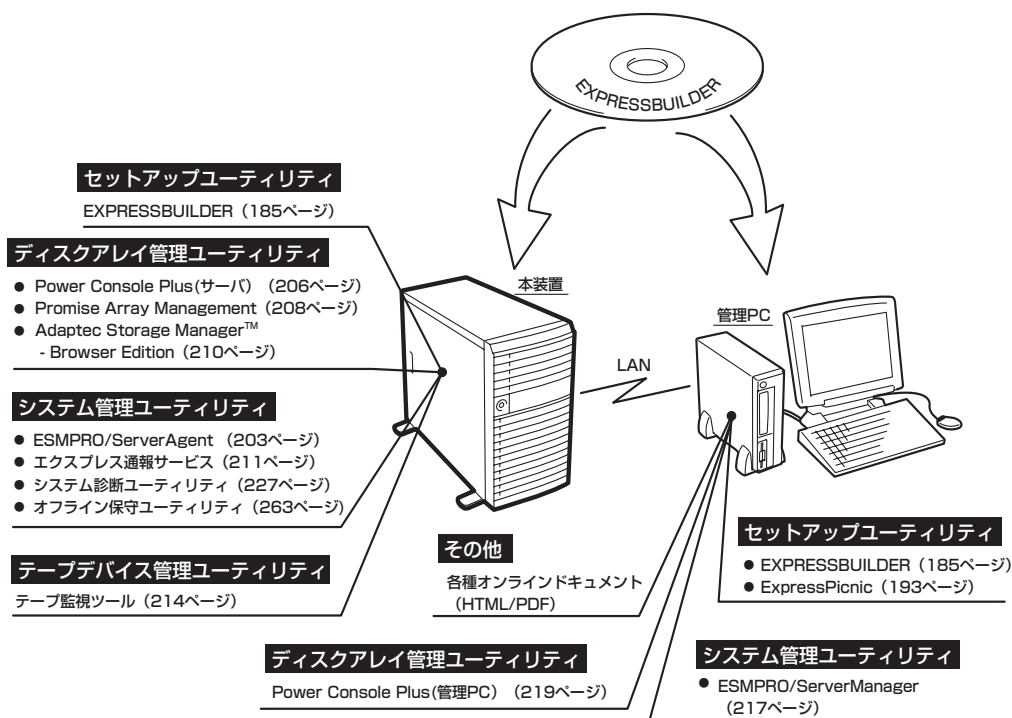 EXPRESSBUILDER
セットアップユーティリティ
EXPRESSBUILDER（185ページ）
ディスクアレイ管理ユーティリティ
● Power Console Plus(サーバ）（206ページ）
● Promise Array Management（208ページ）
● Adaptec Storage Manager™
- Browser Edition（210ページ）
システム管理ユーティリティ
● ESMPRO/ServerAgent （203ページ）
● エクスプレス通報サービス（211ページ）
● システム診断ユーティリティ（227ページ）
● オフライン保守ユーティリティ（263ページ）
テープデバイス管理ユーティリティ
テープ監視ツール（214ページ）
本装置
LAN
管理PC
その他
各種オンラインドキュメント
（HTML/PDF）
セットアップユーティリティ
● EXPRESSBUILDER（185ページ）
● ExpressPicnic（193ページ）
ディスクアレイ管理ユーティリティ
Power Console Plus(管理PC）（219ページ）
システム管理ユーティリティ
● ESMPRO/ServerManager
（217ページ）